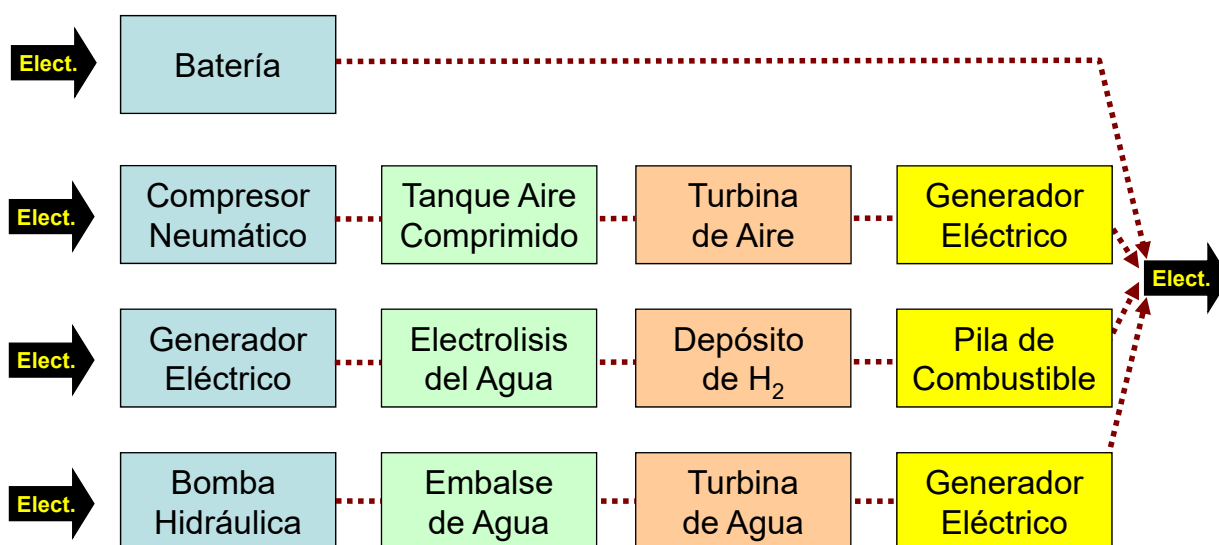 Elect.
Batería
Elect.
Compresor
Neumático
Tanque Aire
Comprimido
Turbina
de Aire
Generador
Eléctrico
Elect.
Elect.
Generador
Eléctrico
Electrolisis
del Agua
Depósito
de H₂
Pila de
Combustible
Elect.
Bomba
Hidráulica
Embalse
de Agua
Turbina
de Agua
Generador
Eléctrico